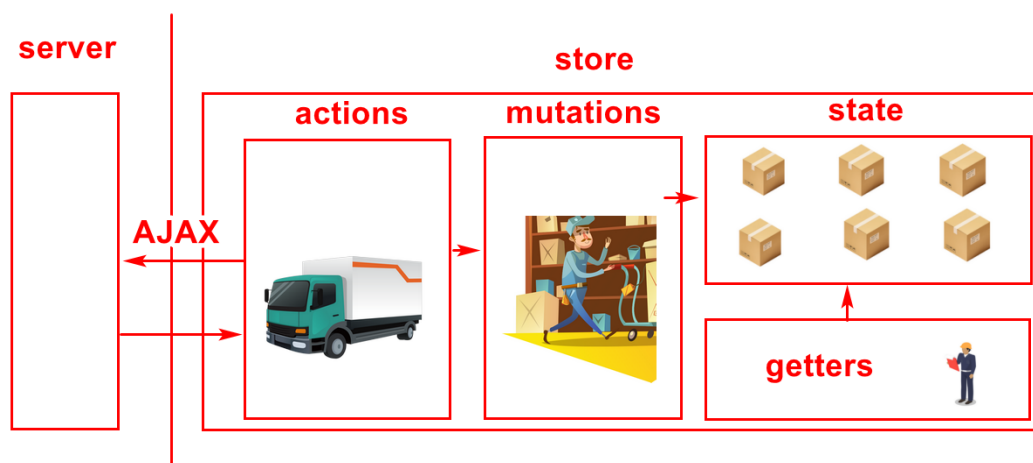 server
store
actions
mutations
state
AJAX
getters